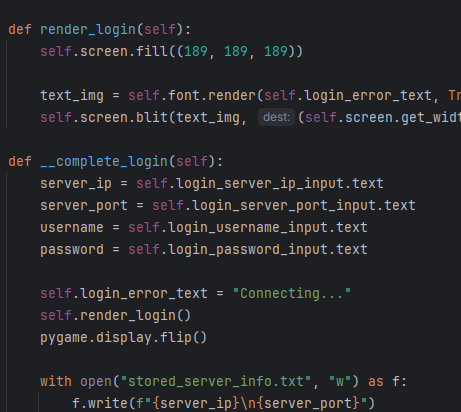 def render_login(self):
self.screen.fill((189, 189, 189))
text_img = self.font.render(self.login_error_text,
self.screen.blit(text_img, dest: (self.screen.
def __complete_login(self):
server_ip = self.login_server_ip_input.text
server_port = self.login_server_port_input.text
username = self.login_username_input.text
password = self.login_password_input.text
self.login_error_text = "Connecting..."
self.render_login()
pygame.display.flip()
with open("stored_server_info.txt", "w") as f:
f.write(f"{server_ip}\n{server_port}")